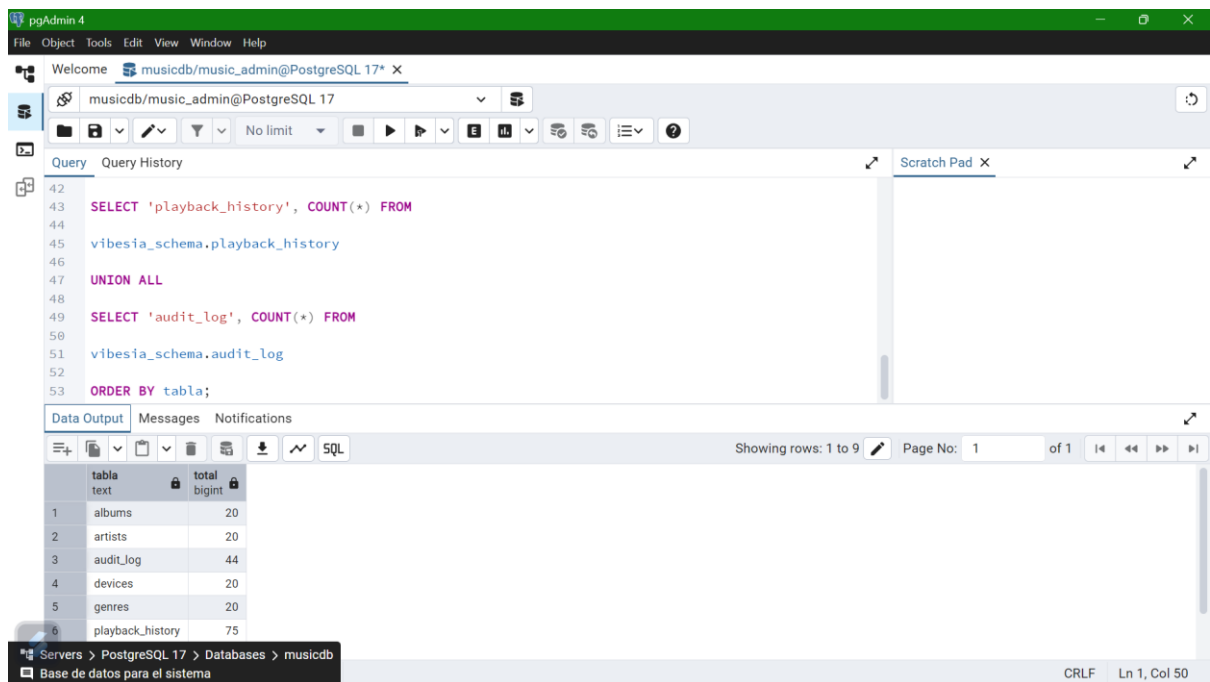 pgAdmin 4
File Object Tools Edit View Window Help
Welcome musicdb/music_admin@PostgreSQL 17* X
musicdb/music_admin@PostgreSQL 17
No limit E ?
Query Query History Scratch Pad X
42
43 SELECT 'playback_history', COUNT(*) FROM
44
45 vibesia_schema.playback_history
46
47 UNION ALL
48
49 SELECT 'audit_log', COUNT(*) FROM
50
51 vibesia_schema.audit_log
52
53 ORDER BY tabla;
Data Output Messages Notifications
SQL Showing rows: 1 to 9 Page No: 1 of 1
tabla total
text bigint
1 albums 20
2 artists 20
3 audit_log 44
4 devices 20
5 genres 20
6 playback_history 75
Servers > PostgreSQL 17 > Databases > musicdb
Base de datos para el sistema CRLF Ln 1, Col 50